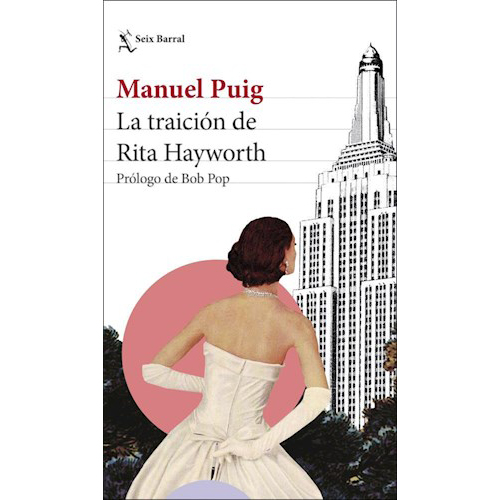 Seix Barral
Manuel Puig
La traición de
Rita Hayworth
Prólogo de Bob Pop